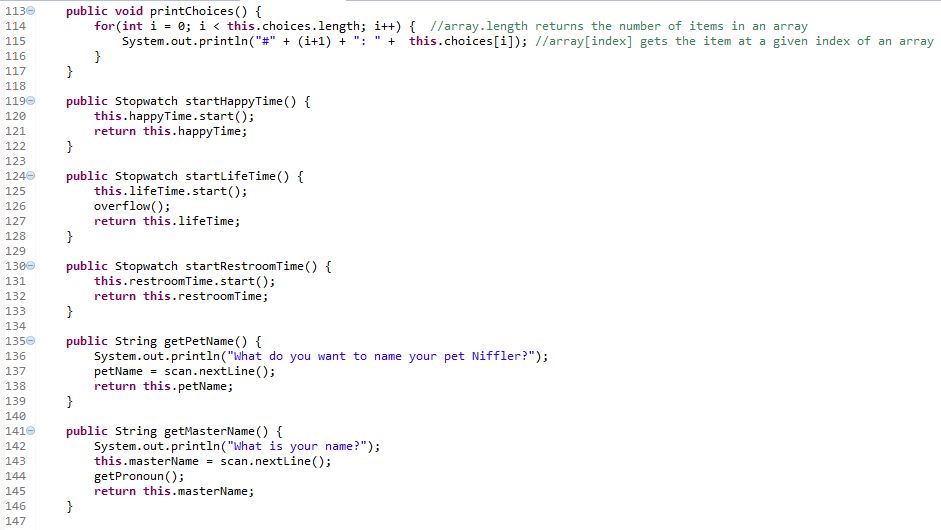 113 public void printChoices() {
114 for(int i = 0; i < this.choices.length; i++) { //array.length returns the number of items in an array
115 System.out.println("#" + (i+1) + ": " + this.choices[i]); //array[index] gets the item at a given index of an array
116 }
117 }
118
119 public Stopwatch startHappyTime() {
120 this.happyTime.start();
121 return this.happyTime;
122 }
123
124 public Stopwatch startLifeTime() {
125 this.lifeTime.start();
126 overflow();
127 return this.lifeTime;
128 }
129
130 public Stopwatch startRestroomTime() {
131 this.restroomTime.start();
132 return this.restroomTime;
133 }
134
135 public String getPetName() {
136 System.out.println("What do you want to name your pet Niffler?");
137 petName = scan.nextLine();
138 return this.petName;
139 }
140
141 public String getMasterName() {
142 System.out.println("What is your name?");
143 this.masterName = scan.nextLine();
144 getPronoun();
145 return this.masterName;
146 }
147